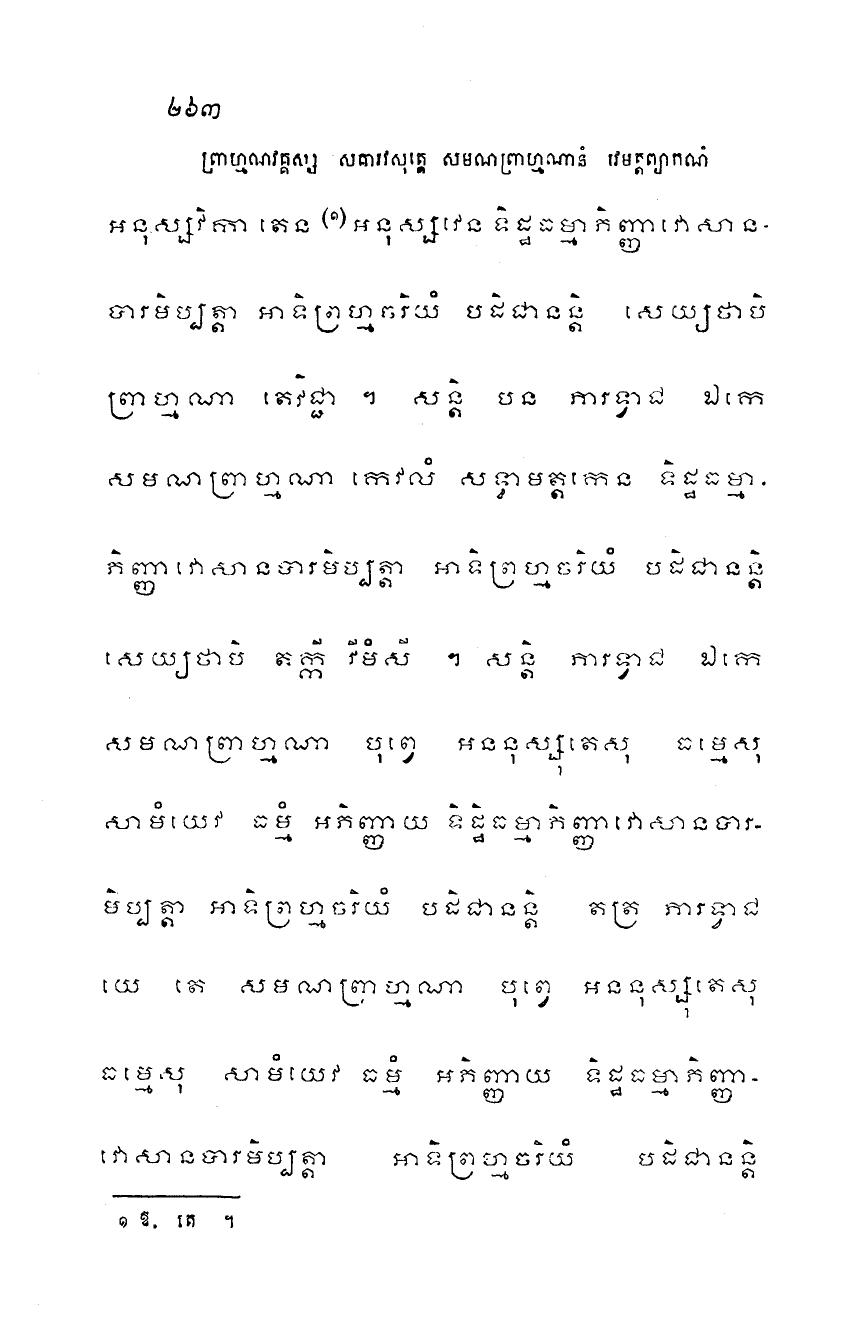 ២៦៣
ព្រាហ្មណវគ្គស្ស សគារវសុត្តេ សមណព្រាហ្មណានំ វេមត្តព្យាកណំ
អនុស្សវិកា តេន (១) អនុស្សវេន ទិដ្ឋធម្មាភិញ្ញាវោសាន-
បារមិប្បត្តា អាទិព្រហ្មចរិយំ បដិជានន្តិ សេយ្យថាបិ
ព្រាហ្មណា តេវិជ្ជា ។ សន្តិ បន ភារទ្វាជ ឯកេ
សមណព្រាហ្មណា កេវលំ សទ្ធាមត្តកេន ទិដ្ឋធម្មា-
ភិញ្ញាវោសានបារមិប្បត្តា អាទិព្រហ្មចរិយំ បដិជានន្តិ
សេយ្យថាបិ តក្កី វីមំសី ។ សន្តិ ភារទ្វាជ ឯកេ
សមណព្រាហ្មណា បុព្វេ អននុស្សុតេសុ ធម្មេសុ
សាមំយេវ ធម្មំ អភិញ្ញាយ ទិដ្ឋិធម្មាភិញ្ញាវោសានបារ-
មិប្បត្តា អាទិព្រហ្មចរិយំ បដិជានន្តិ តត្រ ភារទ្វាជ
យេ តេ សមណព្រាហ្មណា បុព្វេ អននុស្សុតេសុ
ធម្មេសុ សាមំយេវ ធម្មំ អភិញ្ញាយ ទិដ្ឋធម្មាភិញ្ញា-
វោសានបារមិប្បត្តា អាទិព្រហ្មចរិយំ បដិជានន្តិ
១ ឱ. តេ ។